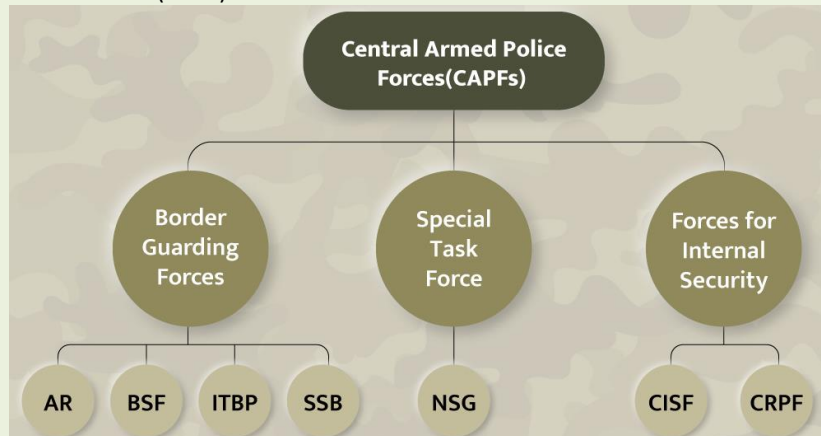 Central Armed Police
Forces(CAPFs)
Border
Guarding
Forces
Special
Task
Force
Forces for
Internal
Security
AR
BSF
ITBP
SSB
NSG
CISF
CRPF